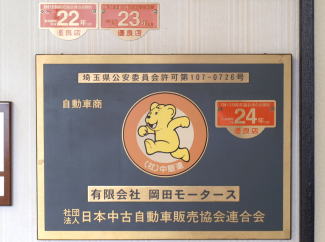 22年
優良店
23年
優良店
埼玉県公安委員会許可第107-0726号
自動車商
24年
優良店
(社)中販連
有限会社 岡田モータース
社団法人 日本中古自動車販売協会連合会